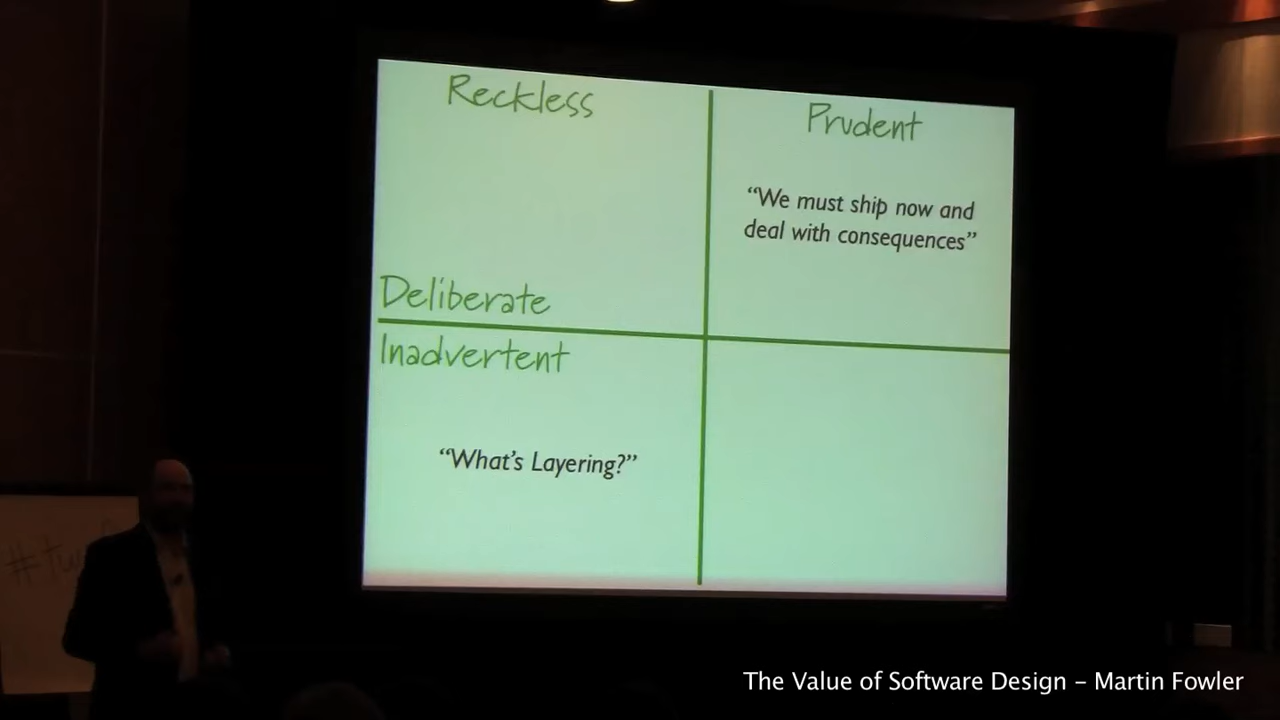 Reckless
Prudent
“We must ship now and
deal with consequences”
Deliberate
Inadvertent
“What’s Layering?”
The Value of Software Design – Martin Fowler